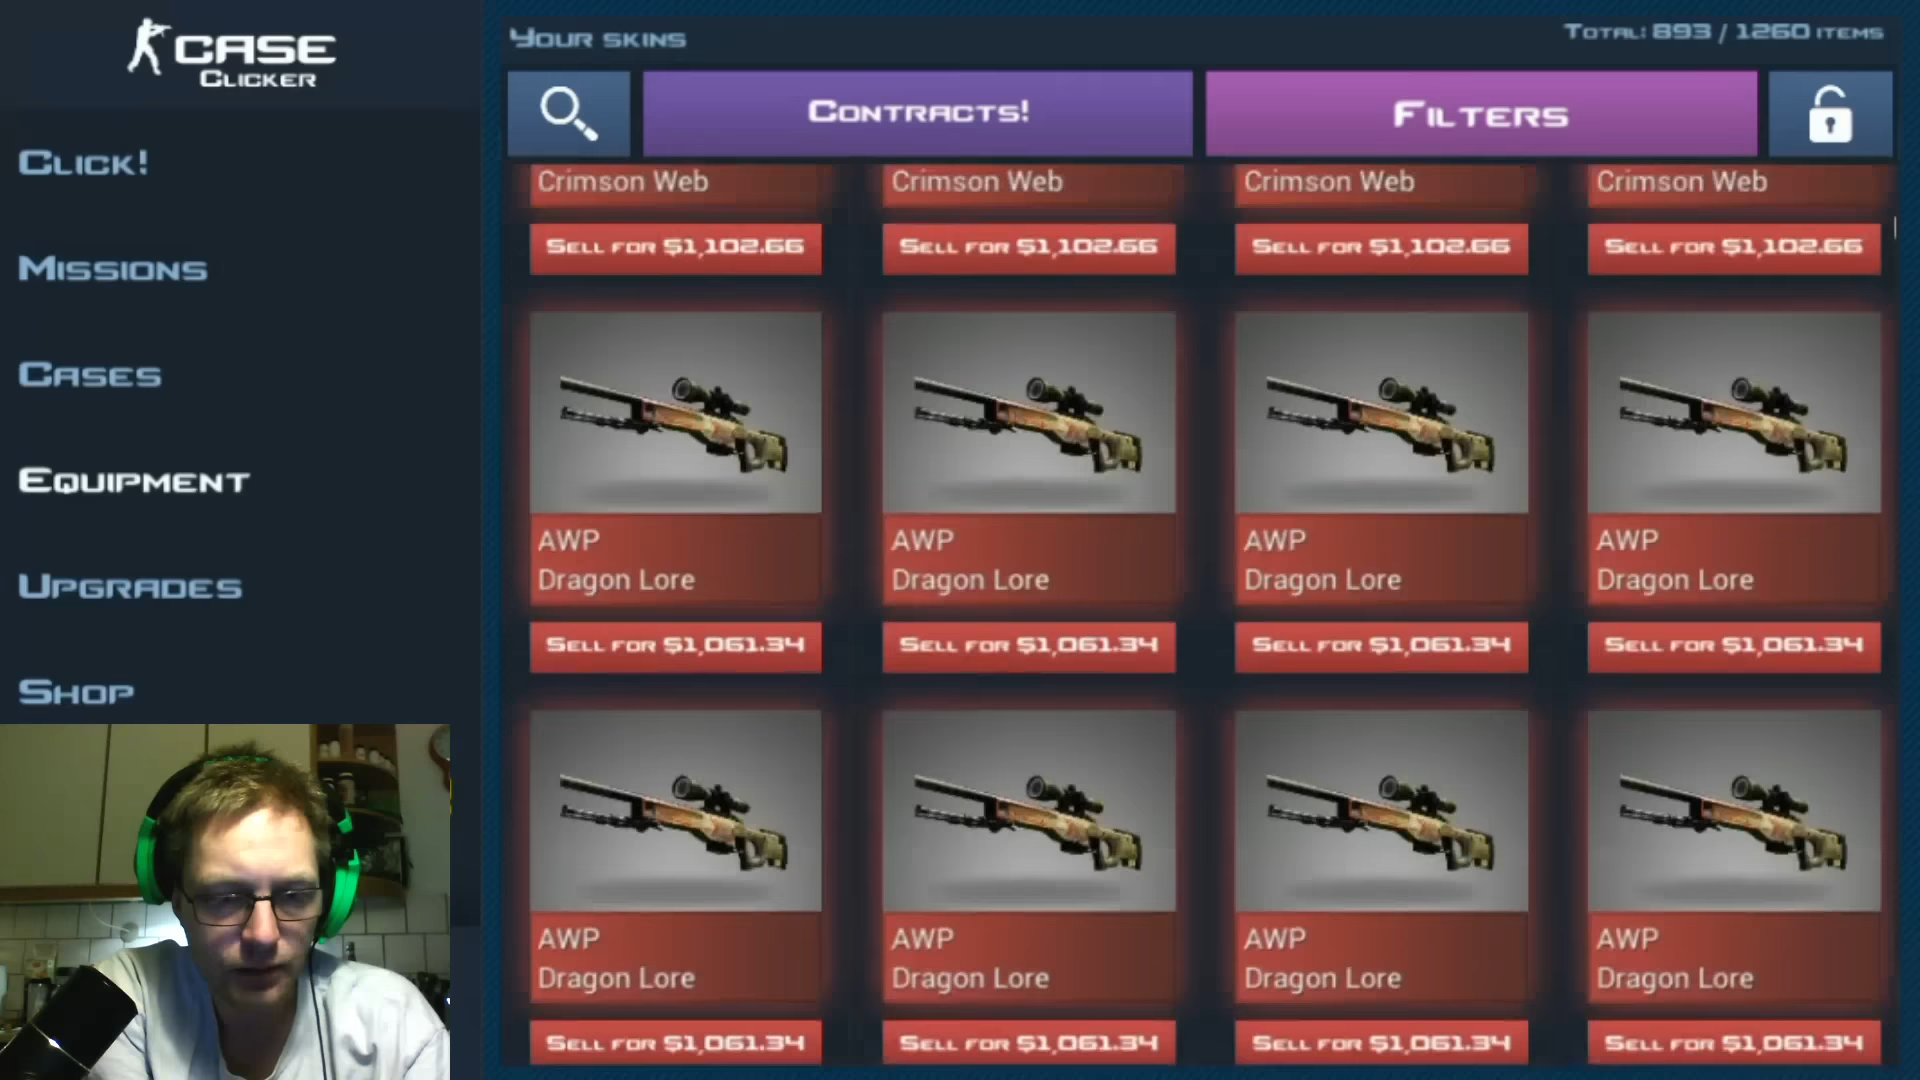 CASE
CLICKER
CLICK!
MISSIONS
CASES
EQUIPMENT
UPGRADES
SHOP
YOUR SKINS
TOTAL: 893 / 1260 ITEMS
CONTRACTS!
FILTERS
Crimson Web
Crimson Web
Crimson Web
Crimson Web
SELL FOR $1,102.66
SELL FOR $1,102.66
SELL FOR $1,102.66
SELL FOR $1,102.66
AWP
Dragon Lore
AWP
Dragon Lore
AWP
Dragon Lore
AWP
Dragon Lore
SELL FOR $1,061.34
SELL FOR $1,061.34
SELL FOR $1,061.34
SELL FOR $1,061.34
AWP
Dragon Lore
AWP
Dragon Lore
AWP
Dragon Lore
AWP
Dragon Lore
SELL FOR $1,061.34
SELL FOR $1,061.34
SELL FOR $1,061.34
SELL FOR $1,061.34